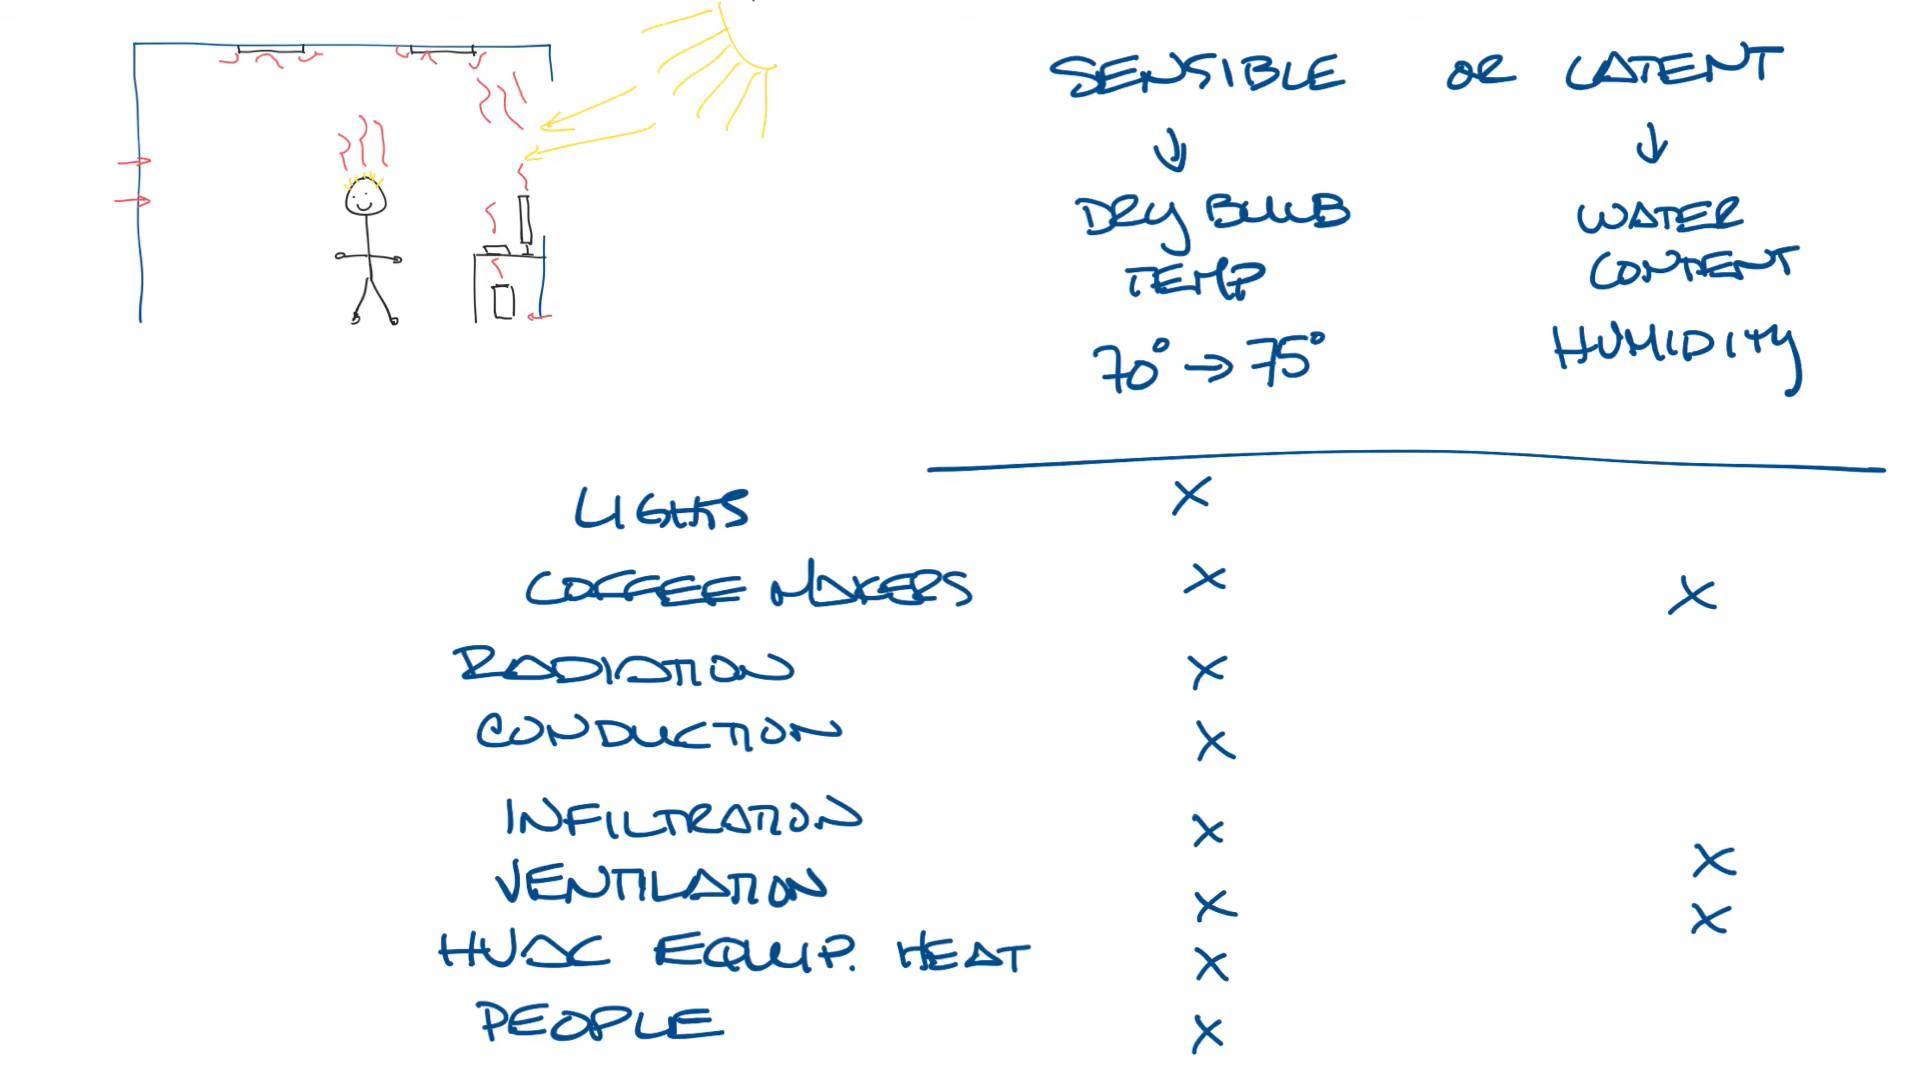 SENSIBLE OR LATENT
↓ ↓
DRY BULB WATER
TEMP CONTENT
70° → 75° HUMIDITY
LIGHTS X
COFFEE MAKERS X X
RADIATION X
CONDUCTION X
INFILTRATION X X
VENTILATION X X
HVAC EQUIP. HEAT X
PEOPLE X